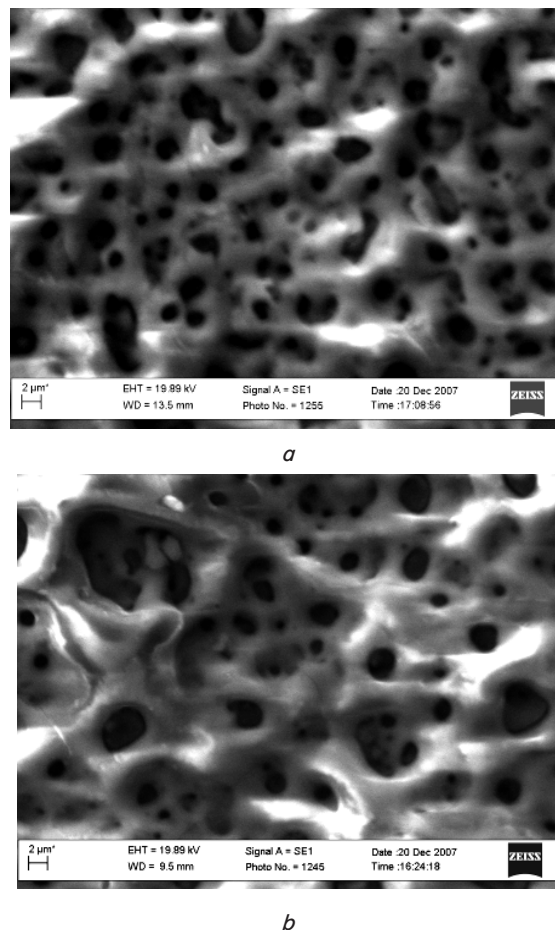 2 µm* EHT = 19.89 kV Signal A = SE1 Date :20 Dec 2007 ZEISS
WD = 13.5 mm Photo No. = 1255 Time :17:08:56
a
2 µm* EHT = 19.89 kV Signal A = SE1 Date :20 Dec 2007 ZEISS
WD = 9.5 mm Photo No. = 1245 Time :16:24:18
b